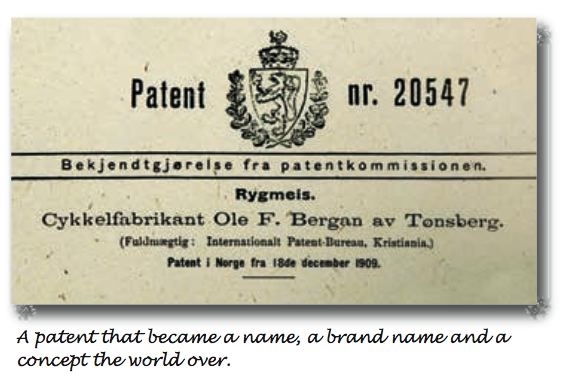 Patent nr. 20547
Bekjendtgjørelse fra patentkommissionen.
Rygmeis.
Cykkelfabrikant Ole F. Bergan av Tønsberg.
(Fuldmægtig: Internationalt Patent-Bureau, Kristiania.)
Patent i Norge fra 18de december 1909.
A patent that became a name, a brand name and a
concept the world over.